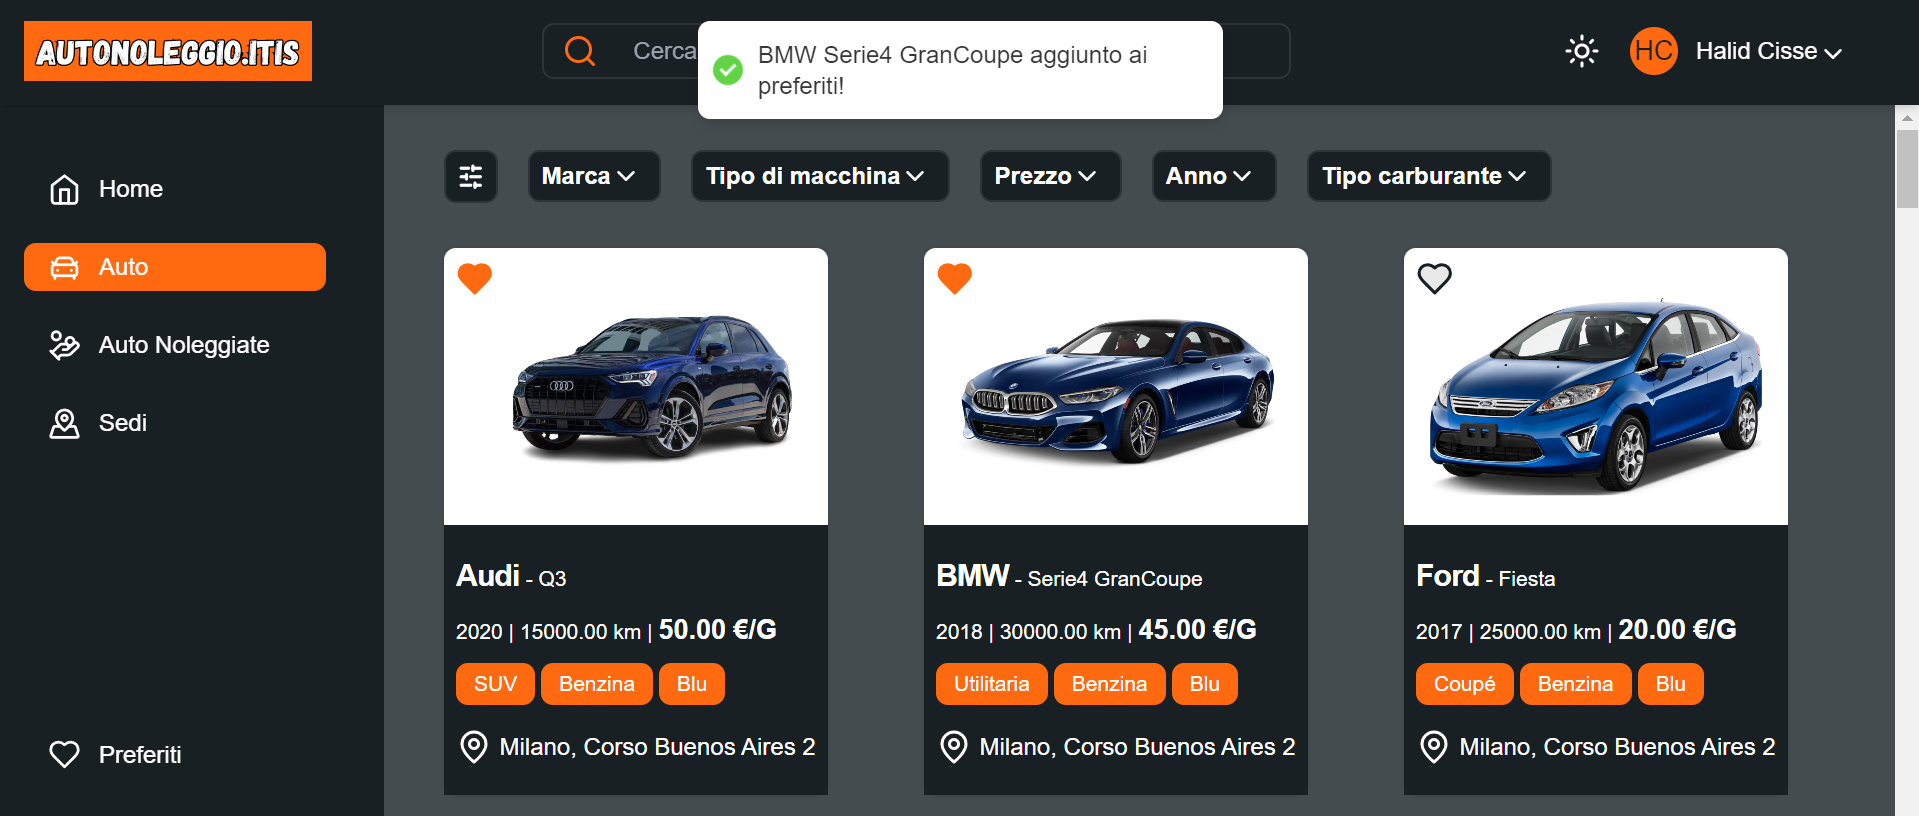 AUTONOLEGGIO.ITIS
Cerca
BMW Serie4 GranCoupe aggiunto ai
preferiti!
HC
Halid Cisse
Home
Auto
Auto Noleggiate
Sedi
Preferiti
Marca
Tipo di macchina
Prezzo
Anno
Tipo carburante
Audi - Q3
2020 | 15000.00 km | 50.00 €/G
SUV
Benzina
Blu
Milano, Corso Buenos Aires 2
BMW - Serie4 GranCoupe
2018 | 30000.00 km | 45.00 €/G
Utilitaria
Benzina
Blu
Milano, Corso Buenos Aires 2
Ford - Fiesta
2017 | 25000.00 km | 20.00 €/G
Coupé
Benzina
Blu
Milano, Corso Buenos Aires 2